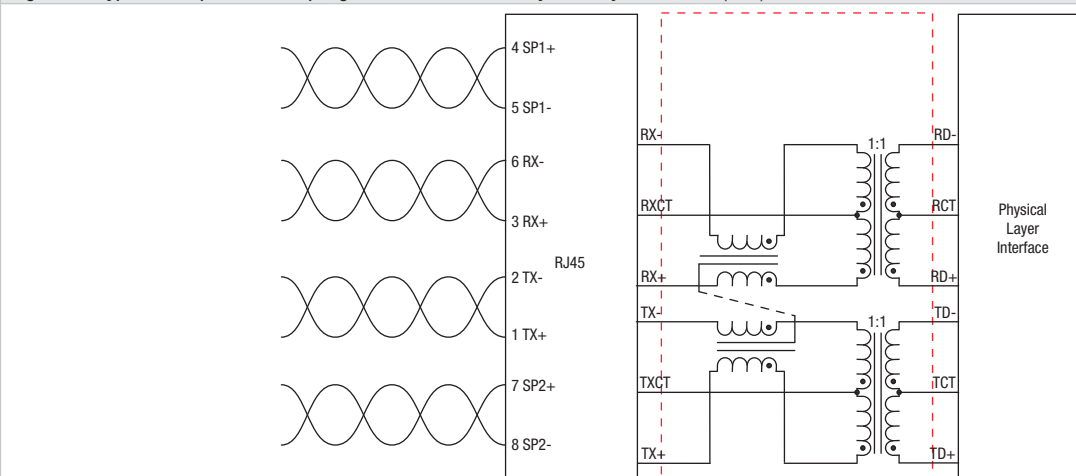 4 SP1+
5 SP1-
6 RX-
3 RX+
2 TX-
1 TX+
7 SP2+
8 SP2-
RJ45
RX-
RXCT
RX+
TX-
TXCT
TX+
1:1
1:1
RD-
RCT
RD+
TD-
TCT
TD+
Physical
Layer
Interface